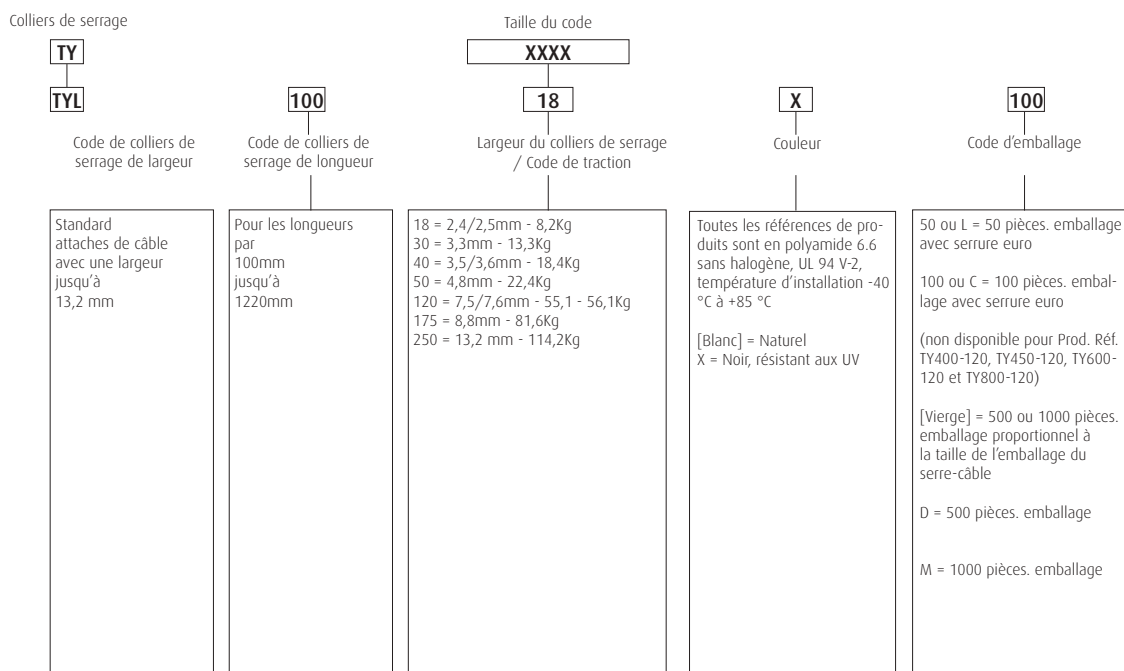 Colliers de serrage
Taille du code
TY
XXXX
TYL
100
18
X
100
Code de colliers de
serrage de largeur
Code de colliers de
serrage de longueur
Largeur du colliers de serrage
/ Code de traction
Couleur
Code d'emballage
Standard
attaches de câble
avec une largeur
jusqu'à
13,2 mm
Pour les longueurs
par
100mm
jusqu'à
1220mm
18 = 2,4/2,5mm - 8,2Kg
30 = 3,3mm - 13,3Kg
40 = 3,5/3,6mm - 18,4Kg
50 = 4,8mm - 22,4Kg
120 = 7,5/7,6mm - 55,1 - 56,1Kg
175 = 8,8mm - 81,6Kg
250 = 13,2 mm - 114,2Kg
Toutes les références de pro-
duits sont en polyamide 6.6
sans halogène, UL 94 V-2,
température d'installation -40
°C à +85 °C
[Blanc] = Naturel
X = Noir, résistant aux UV
50 ou L = 50 pièces. emballage
avec serrure euro
100 ou C = 100 pièces. embal-
lage avec serrure euro
(non disponible pour Prod. Réf.
TY400-120, TY450-120, TY600-
120 et TY800-120)
[Vierge] = 500 ou 1000 pièces.
emballage proportionnel à
la taille de l'emballage du
serre-câble
D = 500 pièces. emballage
M = 1000 pièces. emballage